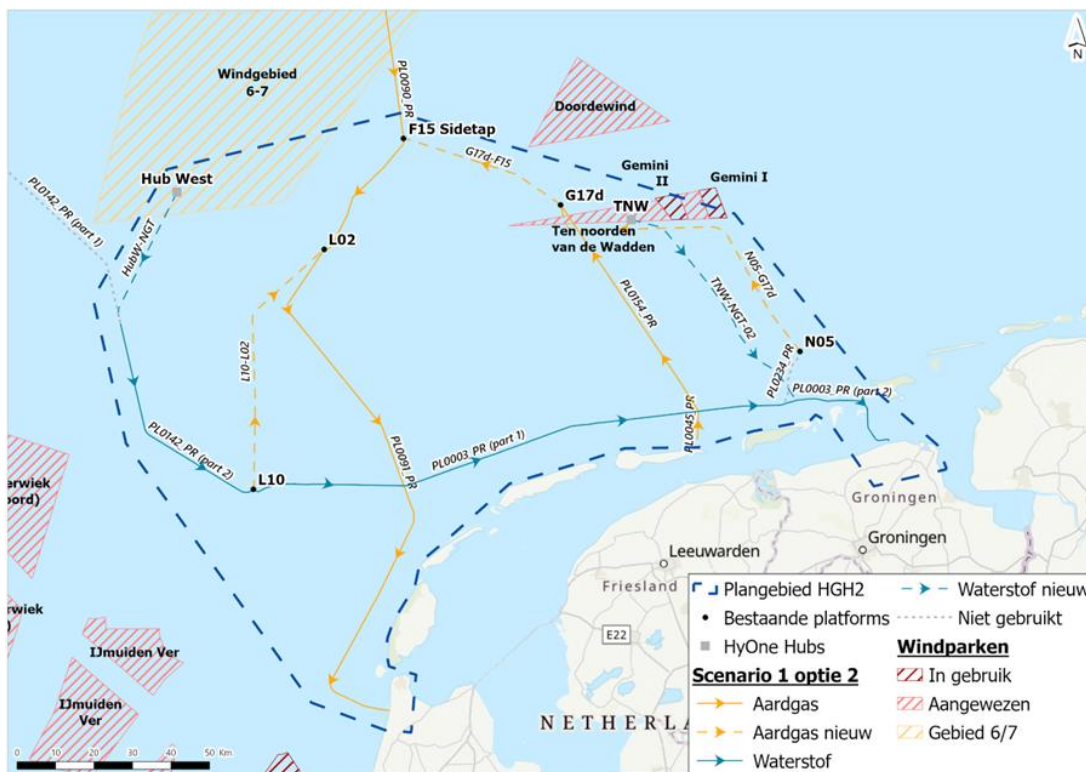 Windgebied
6-7
PL0090_PR
Doordewind
N
F15 Sidetap
G17d-F15
Gemini
II
Gemini I
Hub West
PL0142_PR (part 1)
HubW-NGT
G17d
TNW
Ten noorden
van de Wadden
L02
N05-G17d
TNW-NGT-02
PL0154_PR
N05
L10-L02
PL0234_PR
PL0003_PR (part 2)
PL0045_PR
PL0003_PR (part 1)
PL0142_PR (part 2)
PL0091_PR
L10
erwiek
oord)
Groningen
Groningen
Leeuwarden
Friesland
E22
erwiek
)
IJmuiden Ver
IJmuiden
Ver
NETHERLA
0 10 20 30 40 50 Km
Plangebied HGH2
Bestaande platforms
HyOne Hubs
Scenario 1 optie 2
Aardgas
Aardgas nieuw
Waterstof
Waterstof nieuw
Niet gebruikt
Windparken
In gebruik
Aangewezen
Gebied 6/7